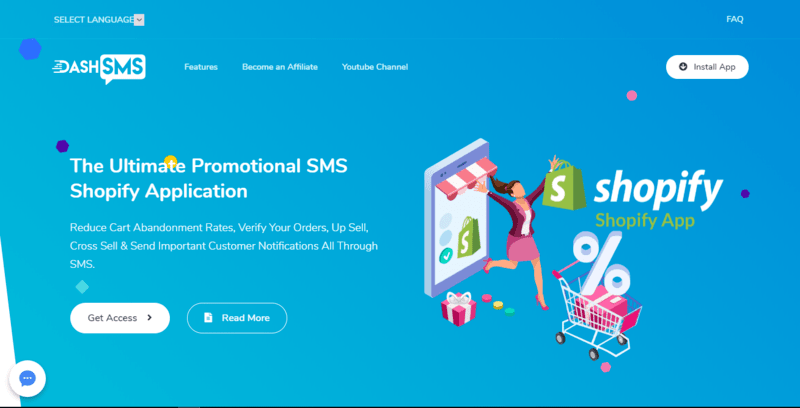 SELECT LANGUAGE
FAQ
DASHSMS
Features
Become an Affiliate
Youtube Channel
Install App
The Ultimate Promotional SMS
Shopify Application
Reduce Cart Abandonment Rates, Verify Your Orders, Up Sell,
Cross Sell & Send Important Customer Notifications All Through
SMS.
Get Access
Read More
S
S
shopify
Shopify App
%